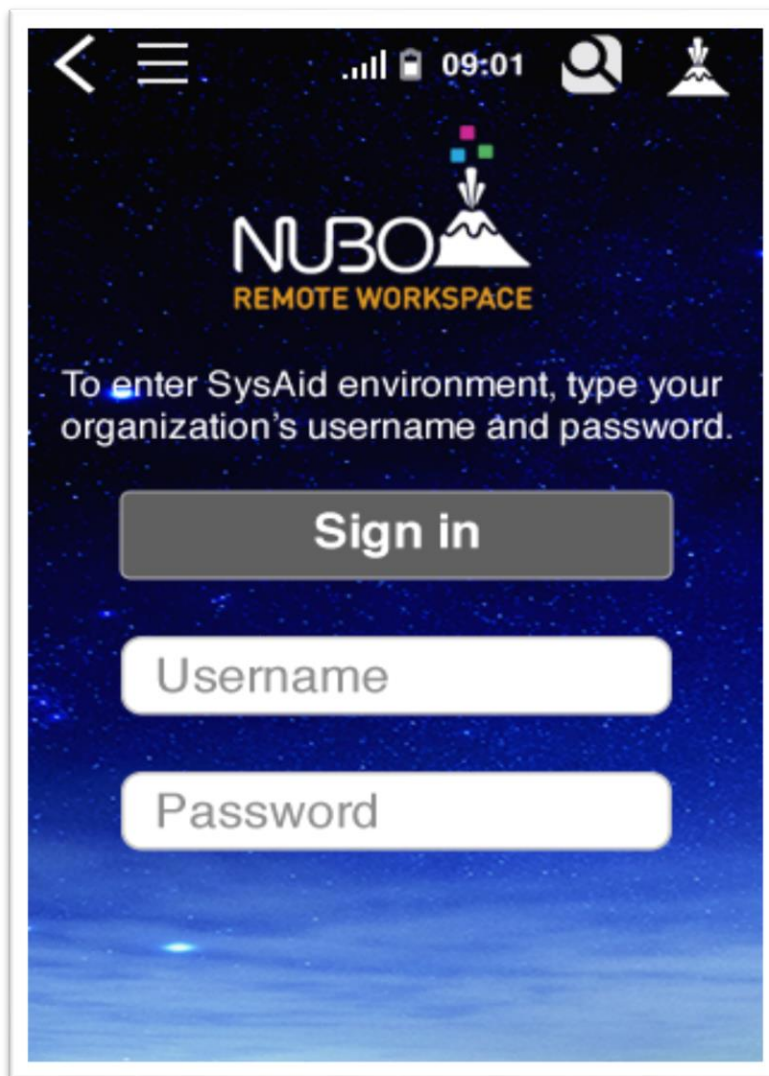 09:01
NUBO
REMOTE WORKSPACE
To enter SysAid environment, type your
organization's username and password.
Sign in
Username
Password